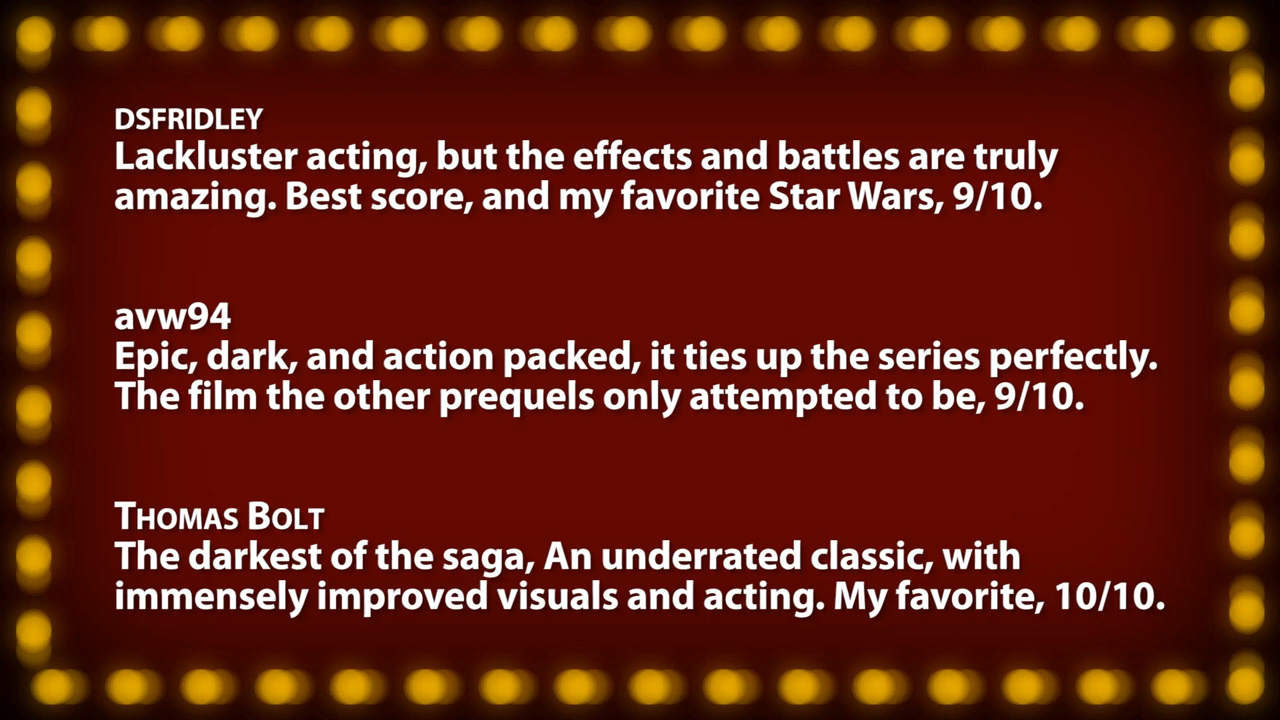 DSFRIDLEY
Lackluster acting, but the effects and battles are truly
amazing. Best score, and my favorite Star Wars, 9/10.
avw94
Epic, dark, and action packed, it ties up the series perfectly.
The film the other prequels only attempted to be, 9/10.
THOMAS BOLT
The darkest of the saga, An underrated classic, with
immensely improved visuals and acting. My favorite, 10/10.